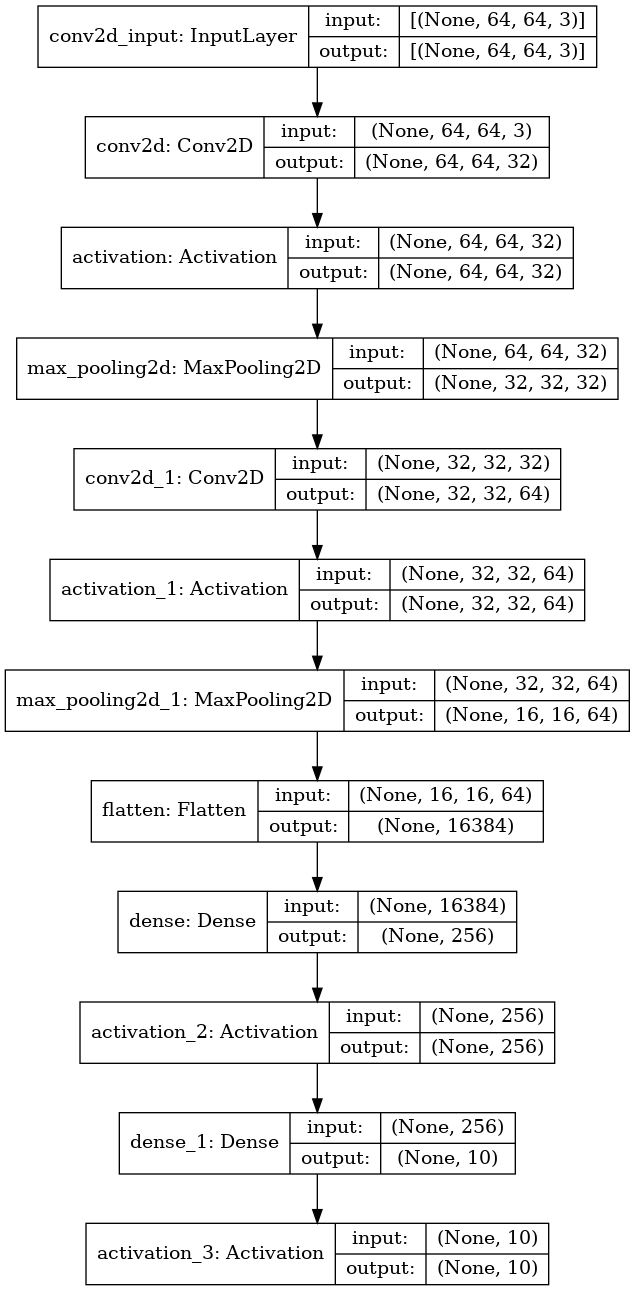 conv2d_input: InputLayer
input: [(None, 64, 64, 3)]
output: [(None, 64, 64, 3)]
conv2d: Conv2D
input: (None, 64, 64, 3)
output: (None, 64, 64, 32)
activation: Activation
input: (None, 64, 64, 32)
output: (None, 64, 64, 32)
max_pooling2d: MaxPooling2D
input: (None, 64, 64, 32)
output: (None, 32, 32, 32)
conv2d_1: Conv2D
input: (None, 32, 32, 32)
output: (None, 32, 32, 64)
activation_1: Activation
input: (None, 32, 32, 64)
output: (None, 32, 32, 64)
max_pooling2d_1: MaxPooling2D
input: (None, 32, 32, 64)
output: (None, 16, 16, 64)
flatten: Flatten
input: (None, 16, 16, 64)
output: (None, 16384)
dense: Dense
input: (None, 16384)
output: (None, 256)
activation_2: Activation
input: (None, 256)
output: (None, 256)
dense_1: Dense
input: (None, 256)
output: (None, 10)
activation_3: Activation
input: (None, 10)
output: (None, 10)